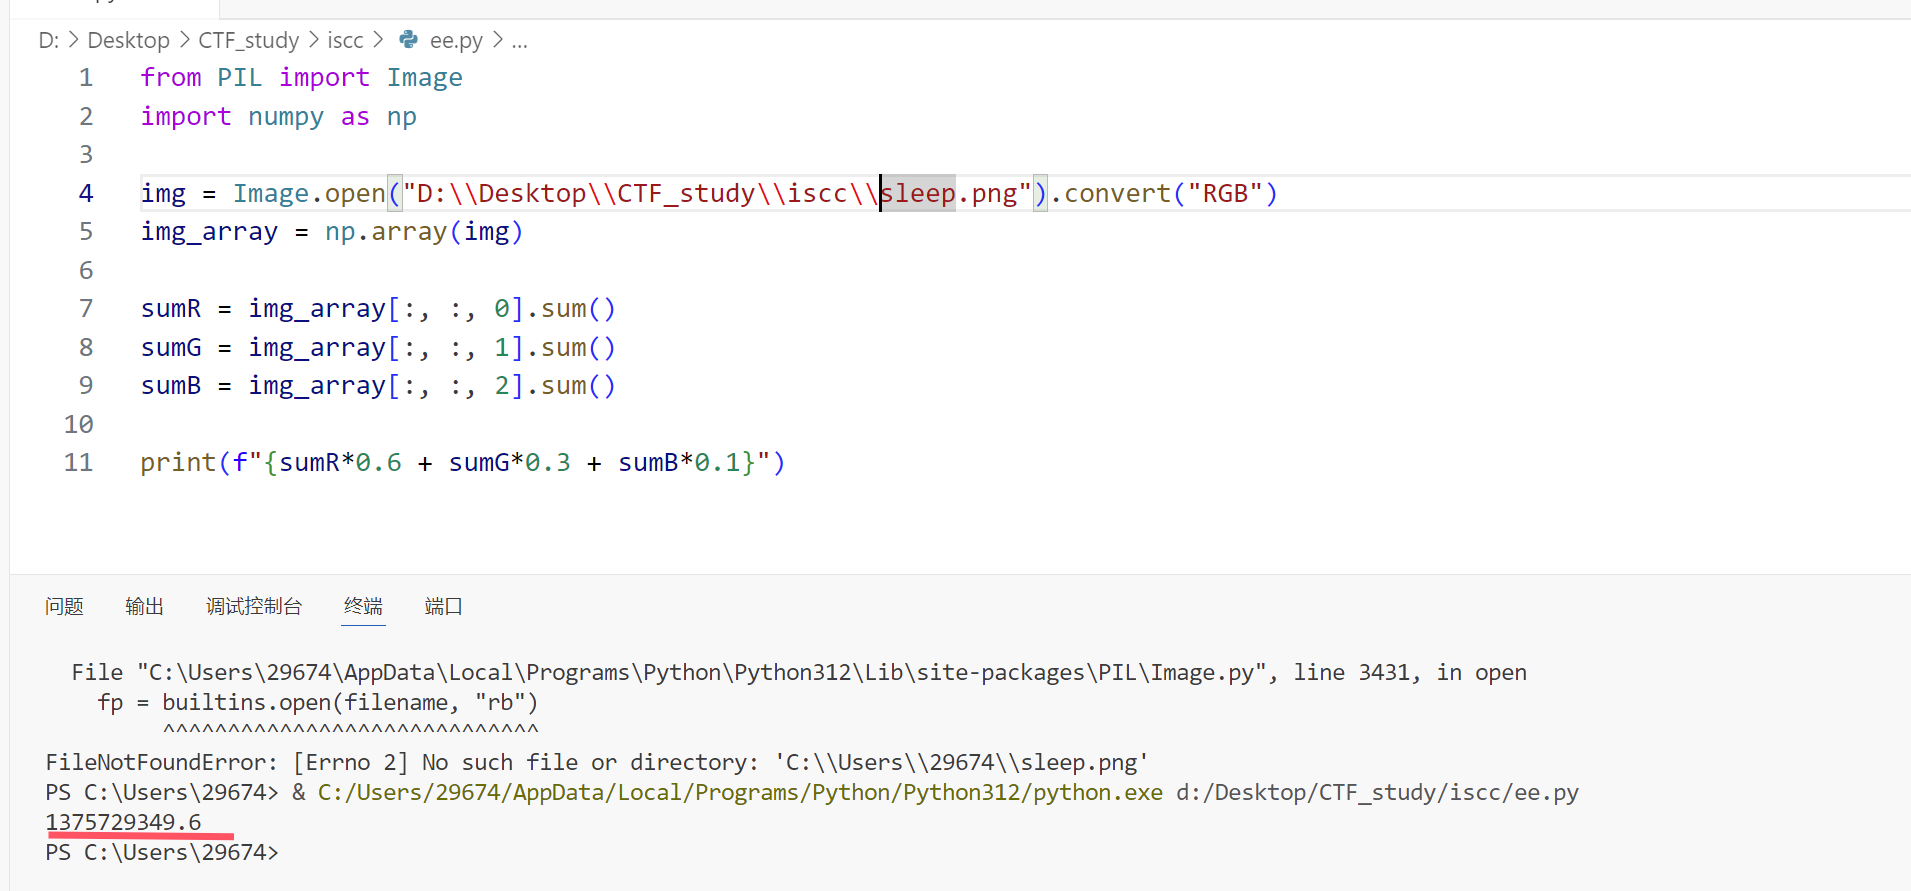 D: > Desktop > CTF_study > iscc > ee.py > ...
1 from PIL import Image
2 import numpy as np
3
4 img = Image.open("D:\\Desktop\\CTF_study\\iscc\\sleep.png").convert("RGB")
5 img_array = np.array(img)
6
7 sumR = img_array[:, :, 0].sum()
8 sumG = img_array[:, :, 1].sum()
9 sumB = img_array[:, :, 2].sum()
10
11 print(f"{sumR*0.6 + sumG*0.3 + sumB*0.1}")
问题 输出 调试控制台 终端 端口
File "C:\Users\29674\AppData\Local\Programs\Python\Python312\Lib\site-packages\PIL\Image.py", line 3431, in open
fp = builtins.open(filename, "rb")
^^^^^^^^^^^^^^^^^^^^^^^^^^^^^
FileNotFoundError: [Errno 2] No such file or directory: 'C:\\Users\\29674\\sleep.png'
PS C:\Users\29674> & C:/Users/29674/AppData/Local/Programs/Python/Python312/python.exe d:/Desktop/CTF_study/iscc/ee.py
1375729349.6
PS C:\Users\29674>